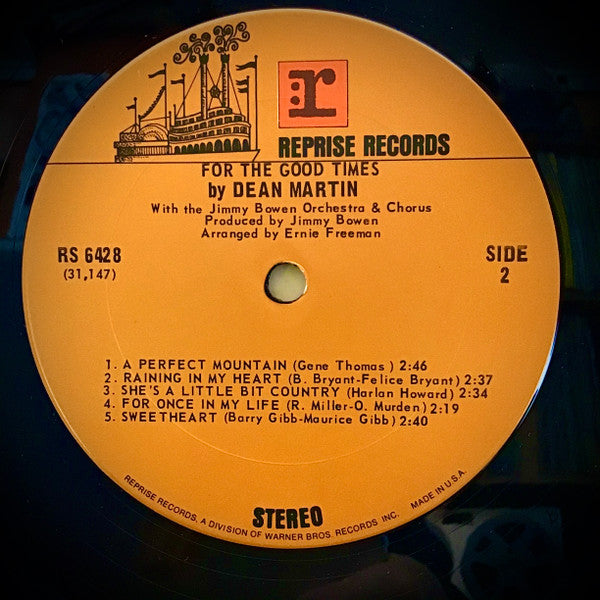 :r
REPRISE RECORDS
FOR THE GOOD TIMES
by DEAN MARTIN
With the Jimmy Bowen Orchestra & Chorus
Produced by Jimmy Bowen
Arranged by Ernie Freeman
RS 6428
(31,147)
SIDE
2
1. A PERFECT MOUNTAIN (Gene Thomas ) 2:46
2. RAINING IN MY HEART (B. Bryant-Felice Bryant) 2:37
3. SHE'S A LITTLE BIT COUNTRY (Harlan Howard) 2:34
4. FOR ONCE IN MY LIFE (R. Miller-O. Murden) 2:19
5. SWEETHEART (Barry Gibb-Maurice Gibb) 2:40
STEREO
REPRISE RECORDS, A DIVISION OF WARNER BROS. RECORDS INC. MADE IN U.S.A.